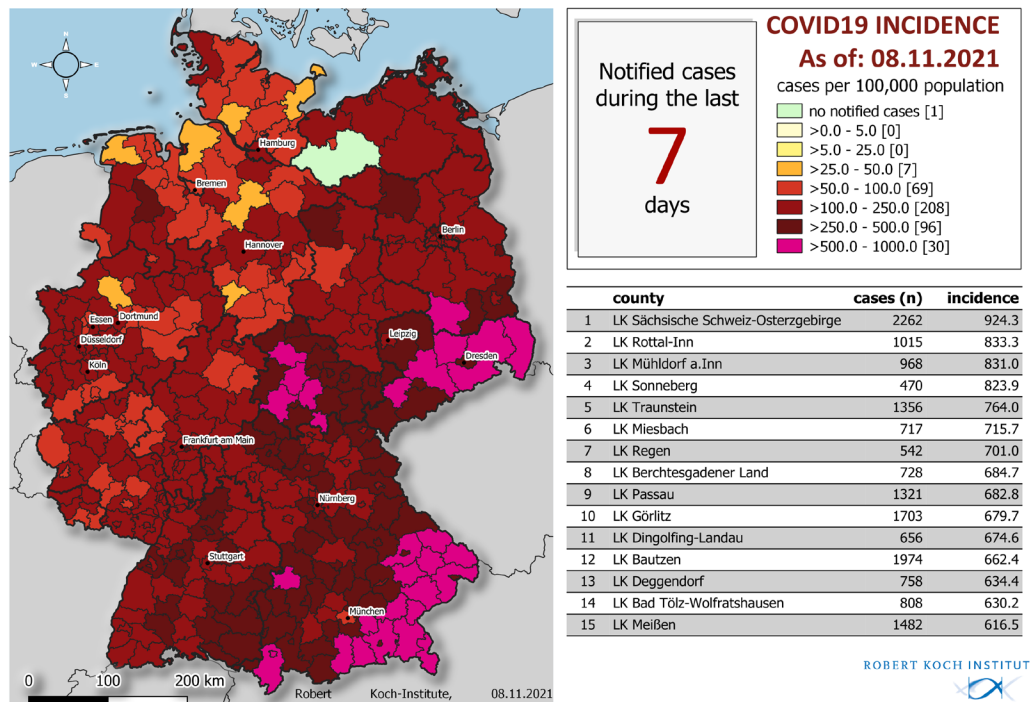 N
W
E
S
Hamburg
Bremen
Berlin
Hannover
Essen
Dortmund
Düsseldorf
Leipzig
Köln
Dresden
Frankfurt am Main
Nürnberg
Stuttgart
München
0 100 200 km
Robert Koch-Institute, 08.11.2021
Notified cases
during the last
7
days
COVID19 INCIDENCE
As of: 08.11.2021
cases per 100,000 population
no notified cases [1]
>0.0 - 5.0 [0]
>5.0 - 25.0 [0]
>25.0 - 50.0 [7]
>50.0 - 100.0 [69]
>100.0 - 250.0 [208]
>250.0 - 500.0 [96]
>500.0 - 1000.0 [30]
county cases (n) incidence
1 LK Sächsische Schweiz-Osterzgebirge 2262 924.3
2 LK Rottal-Inn 1015 833.3
3 LK Mühldorf a.Inn 968 831.0
4 LK Sonneberg 470 823.9
5 LK Traunstein 1356 764.0
6 LK Miesbach 717 715.7
7 LK Regen 542 701.0
8 LK Berchtesgadener Land 728 684.7
9 LK Passau 1321 682.8
10 LK Görlitz 1703 679.7
11 LK Dingolfing-Landau 656 674.6
12 LK Bautzen 1974 662.4
13 LK Deggendorf 758 634.4
14 LK Bad Tölz-Wolfratshausen 808 630.2
15 LK Meißen 1482 616.5
ROBERT KOCH INSTITUT